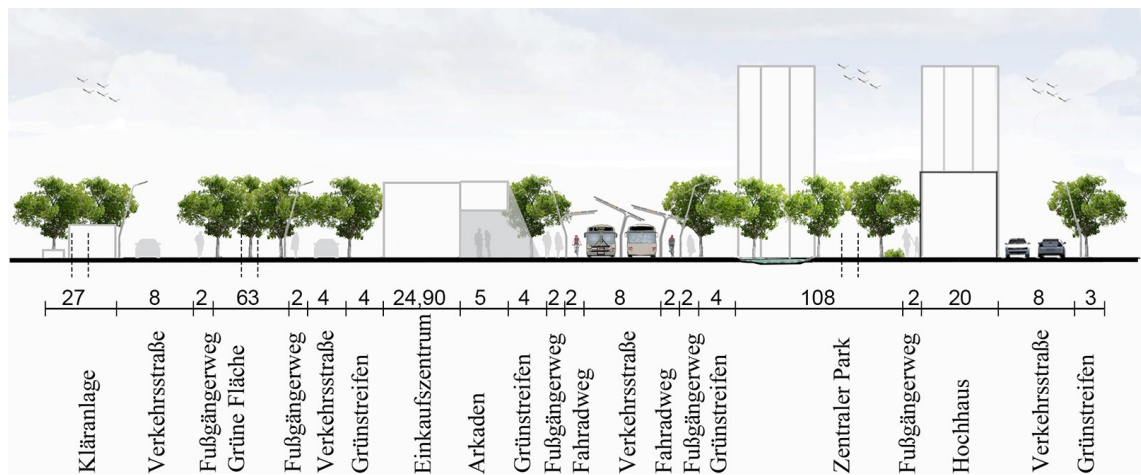 27 8 2 63 2 4 4 24,90 5 4 2 2 8 2 2 4 108 2 20 8 3
Kläranlage
Verkehrsstraße
Fußgängerweg
Grüne Fläche
Fußgängerweg
Verkehrsstraße
Grünstreifen
Einkaufszentrum
Arkaden
Grünstreifen
Fußgängerweg
Fahradweg
Verkehrsstraße
Fahradweg
Fußgängerweg
Grünstreifen
Zentraler Park
Fußgängerweg
Hochhaus
Verkehrsstraße
Grünstreifen